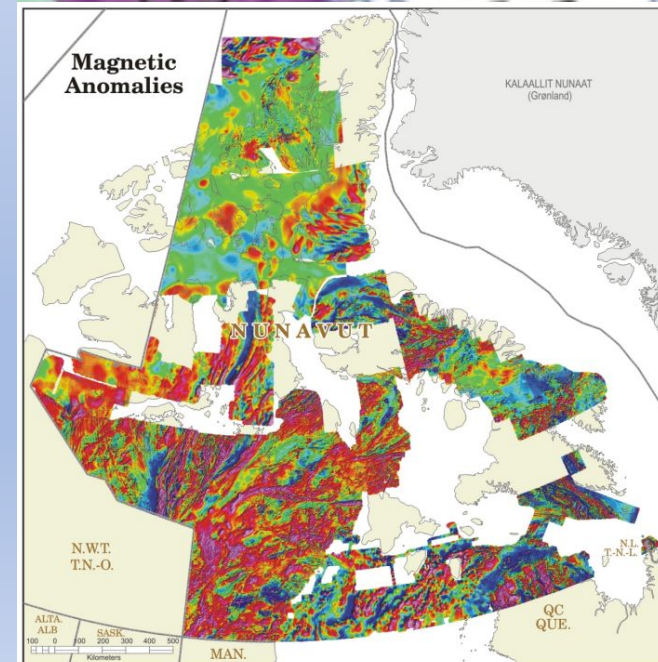 Magnetic
Anomalies
KALAALLIT NUNAAT
(Grønland)
NUNAVUT
N.W.T.
T.N.-O.
N.L.
T.-N.-L.
ALTA.
ALB
SASK.
QC
QUE.
MAN.
100 0 100 200 300 400 500
Kilometers